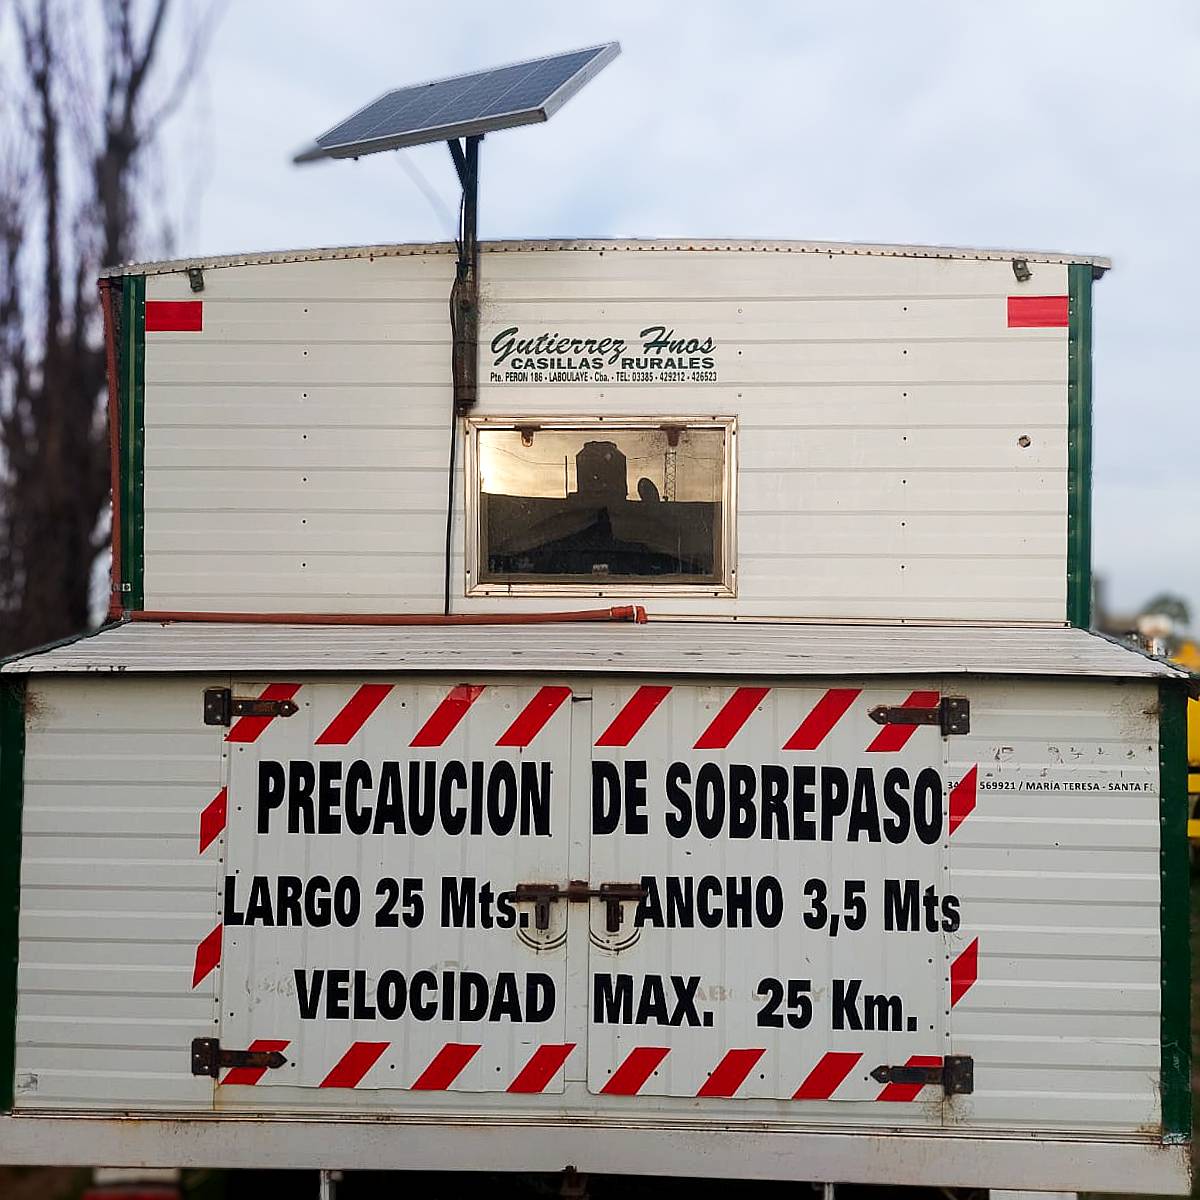 Gutierrez Hnos
CASILLAS RURALES
Pte. PERON 186 - LABOULAYE - Cba. - TEL: 03385 - 429212 - 426523
PRECAUCION DE SOBREPASO
569921 / MARÍA TERESA - SANTA FE
LARGO 25 Mts. ANCHO 3,5 Mts
VELOCIDAD MAX. 25 Km.